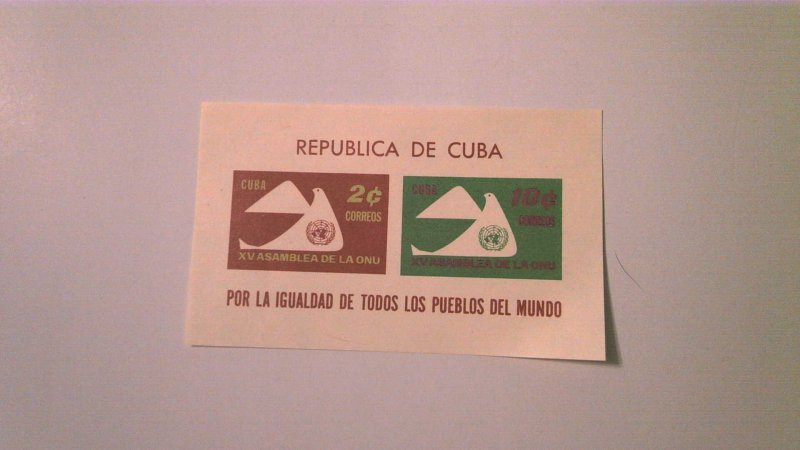 REPUBLICA DE CUBA
CUBA
2¢
CORREOS
XV ASAMBLEA DE LA ONU
CUBA
10¢
CORREOS
XV ASAMBLEA DE LA ONU
POR LA IGUALDAD DE TODOS LOS PUEBLOS DEL MUNDO